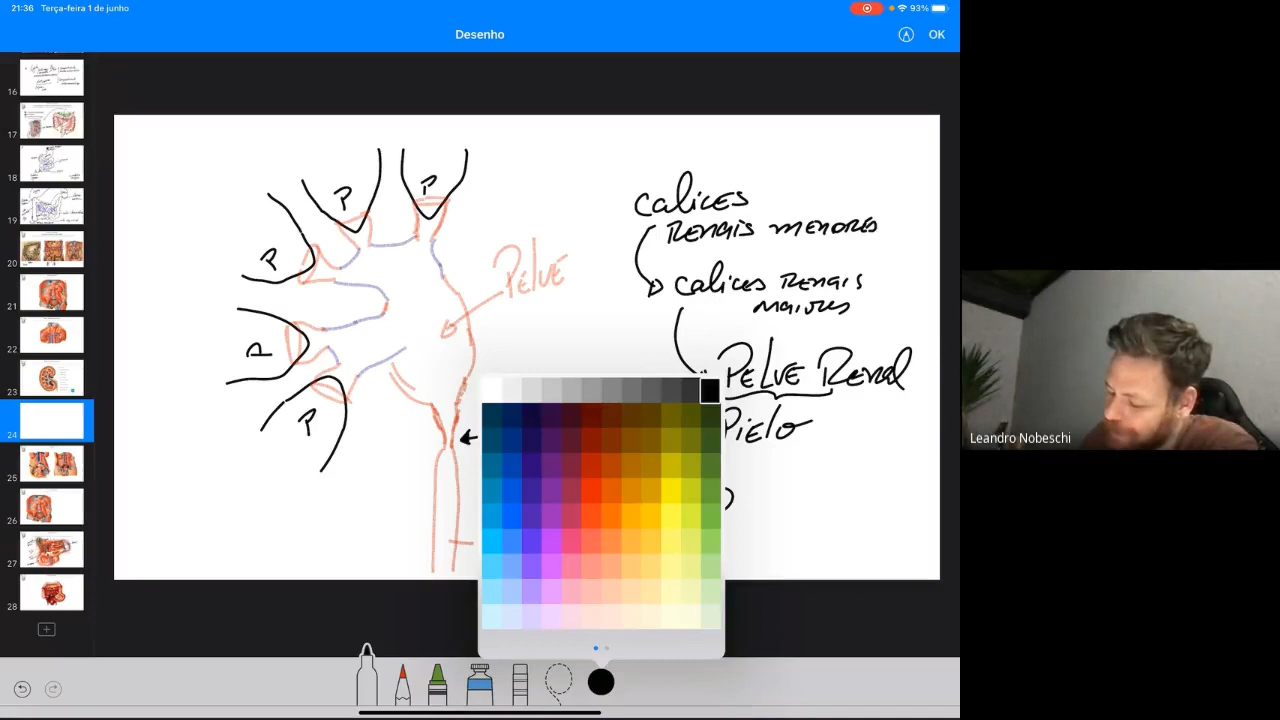 21:36 Terça-feira 1 de junho
93%
Desenho
OK
16
17
18
19
20
21
22
23
24
25
26
27
28
P
P
P
P
P
Pelve
calices
Renais menores
calices Renais
maiores
Pelve Renal
Pielo
Leandro Nobeschi